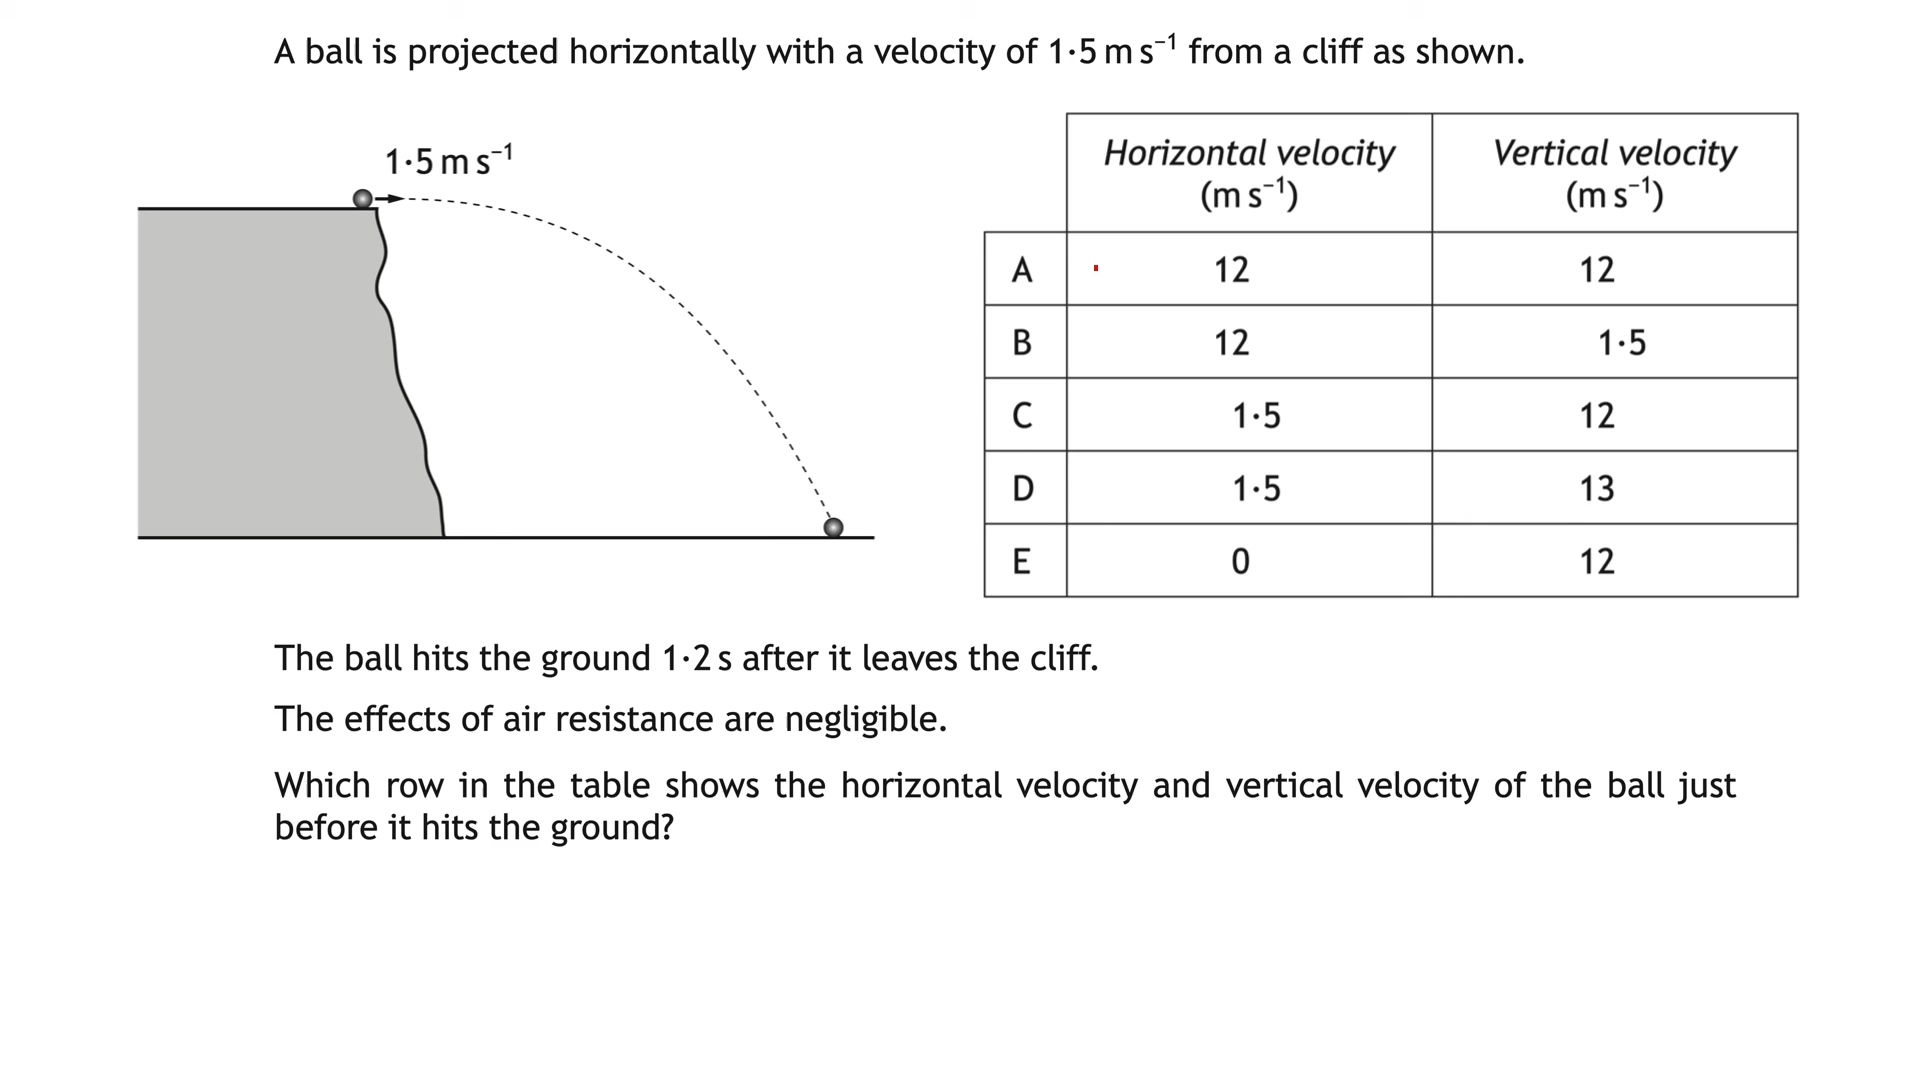 A ball is projected horizontally with a velocity of 1·5 m s⁻¹ from a cliff as shown.
1·5 m s⁻¹
Horizontal velocity (m s⁻¹) Vertical velocity (m s⁻¹)
A 12 12
B 12 1·5
C 1·5 12
D 1·5 13
E 0 12
The ball hits the ground 1·2 s after it leaves the cliff.
The effects of air resistance are negligible.
Which row in the table shows the horizontal velocity and vertical velocity of the ball just
before it hits the ground?